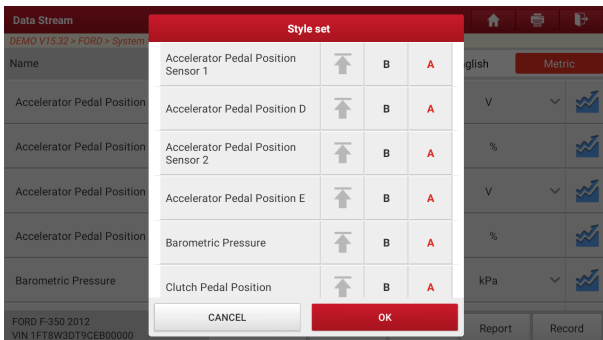 Data Stream
Style set
DEMO V15.32 > FORD > System
Name
glish
Metric
Accelerator Pedal Position
Sensor 1
B
A
Accelerator Pedal Position
V
Accelerator Pedal Position D
B
A
Accelerator Pedal Position
%
Accelerator Pedal Position
Sensor 2
B
A
Accelerator Pedal Position
V
Accelerator Pedal Position E
B
A
Accelerator Pedal Position
%
Barometric Pressure
B
A
Barometric Pressure
kPa
Clutch Pedal Position
B
A
CANCEL
OK
FORD F-350 2012
VIN 1FT8W3DT9CEB00000
Report
Record